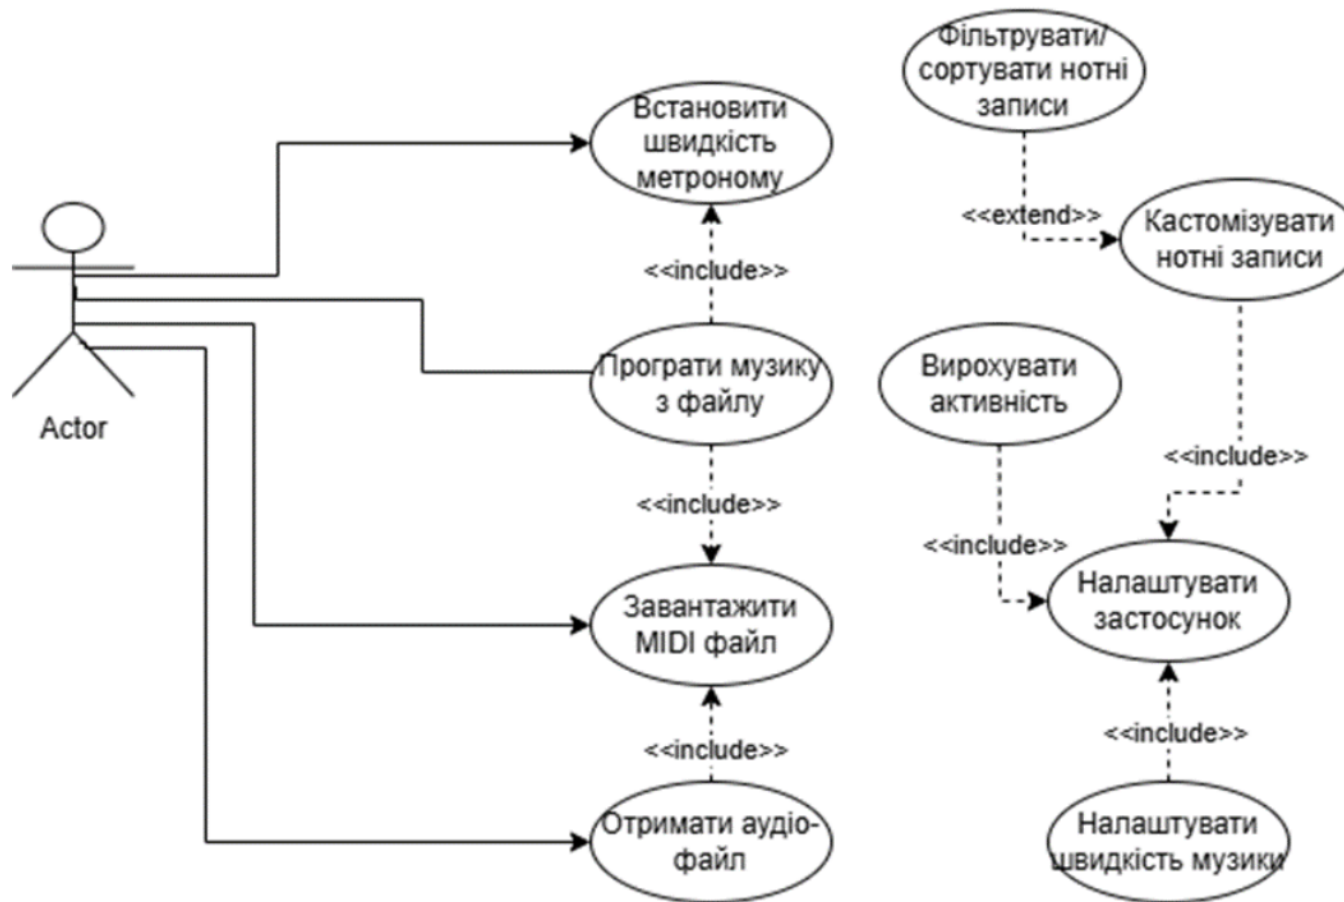 Фільтрувати/
сортувати нотні
записи
Встановити
швидкість
метроному
<<extend>>
Кастомізувати
нотні записи
<<include>>
Програти музику
з файлу
Вирохувати
активність
Actor
<<include>>
<<include>>
<<include>>
Завантажити
MIDI файл
Налаштувати
застосунок
<<include>>
<<include>>
Отримати аудіо-
файл
Налаштувати
швидкість музики